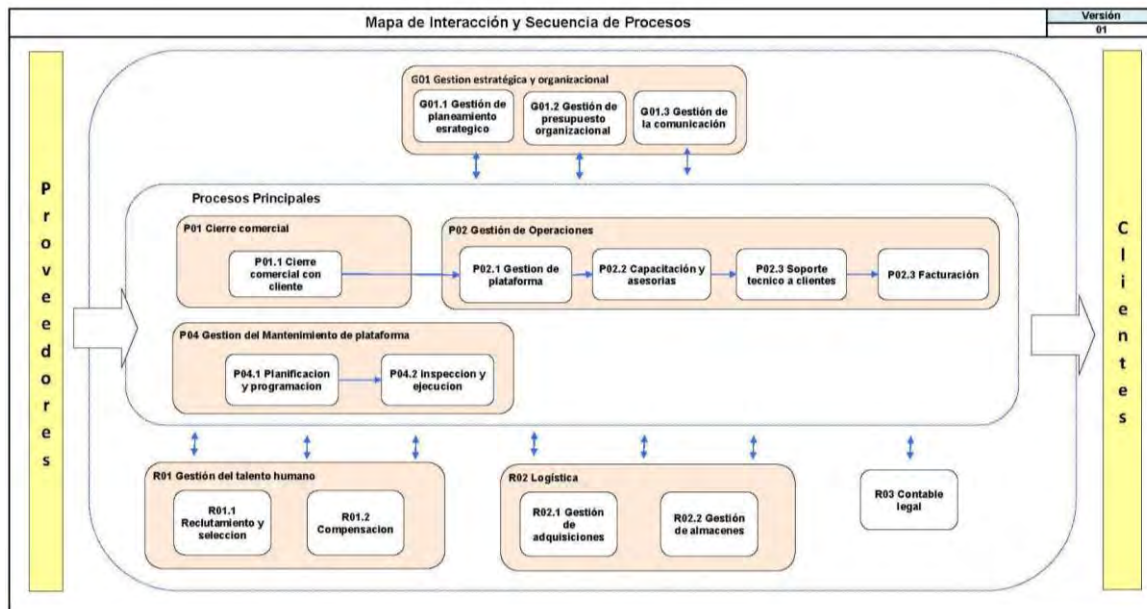 Mapa de Interacción y Secuencia de Procesos
Versión
01
Proveedores
G01 Gestion estratégica y organizacional
G01.1 Gestión de
planeamiento
esrategico
G01.2 Gestión de
presupuesto
organizacional
G01.3 Gestión de
la comunicación
Procesos Principales
P01 Cierre comercial
P01.1 Cierre
comercial con
cliente
P02 Gestión de Operaciones
P02.1 Gestion de
plataforma
P02.2 Capacitación y
asesorias
P02.3 Soporte
tecnico a clientes
P02.3 Facturación
P04 Gestion del Mantenimiento de plataforma
P04.1 Planificacion
y programacion
P04.2 Inspeccion y
ejecucion
R01 Gestión del talento humano
R01.1
Reclutamiento y
seleccion
R01.2
Compensacion
R02 Logística
R02.1 Gestión
de
adquisiciones
R02.2 Gestión
de almacenes
R03 Contable
legal
Clientes